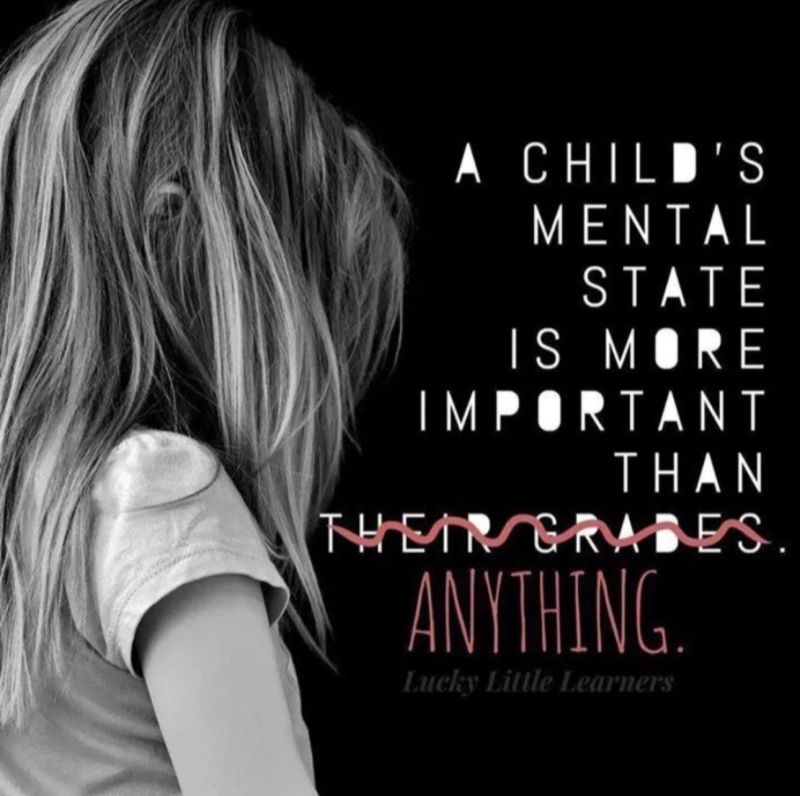 A CHILD'S
MENTAL
STATE
IS MORE
IMPORTANT
THAN
THEIR GRADES.
ANYTHING.
Lucky Little Learners